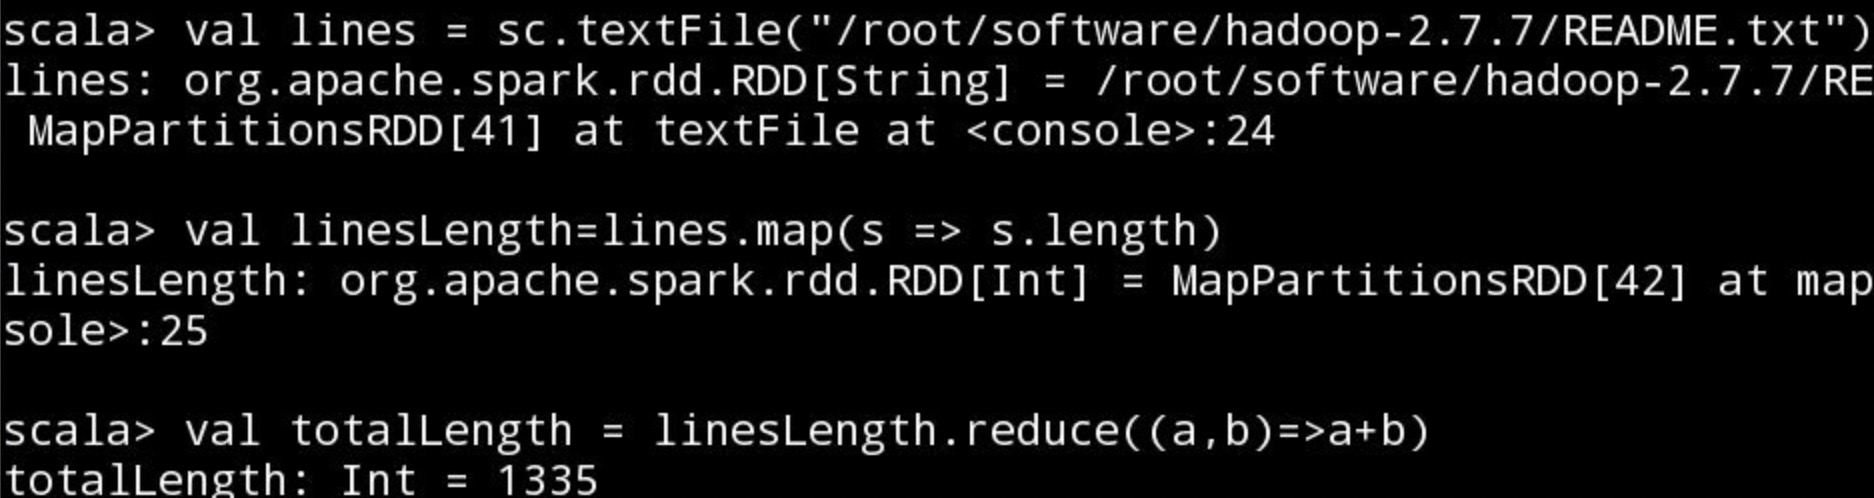 scala> val lines = sc.textFile("/root/software/hadoop-2.7.7/README.txt")
lines: org.apache.spark.rdd.RDD[String] = /root/software/hadoop-2.7.7/RE
MapPartitionsRDD[41] at textFile at <console>:24
scala> val linesLength=lines.map(s => s.length)
linesLength: org.apache.spark.rdd.RDD[Int] = MapPartitionsRDD[42] at map
sole>:25
scala> val totalLength = linesLength.reduce((a,b)=>a+b)
totalLength: Int = 1335